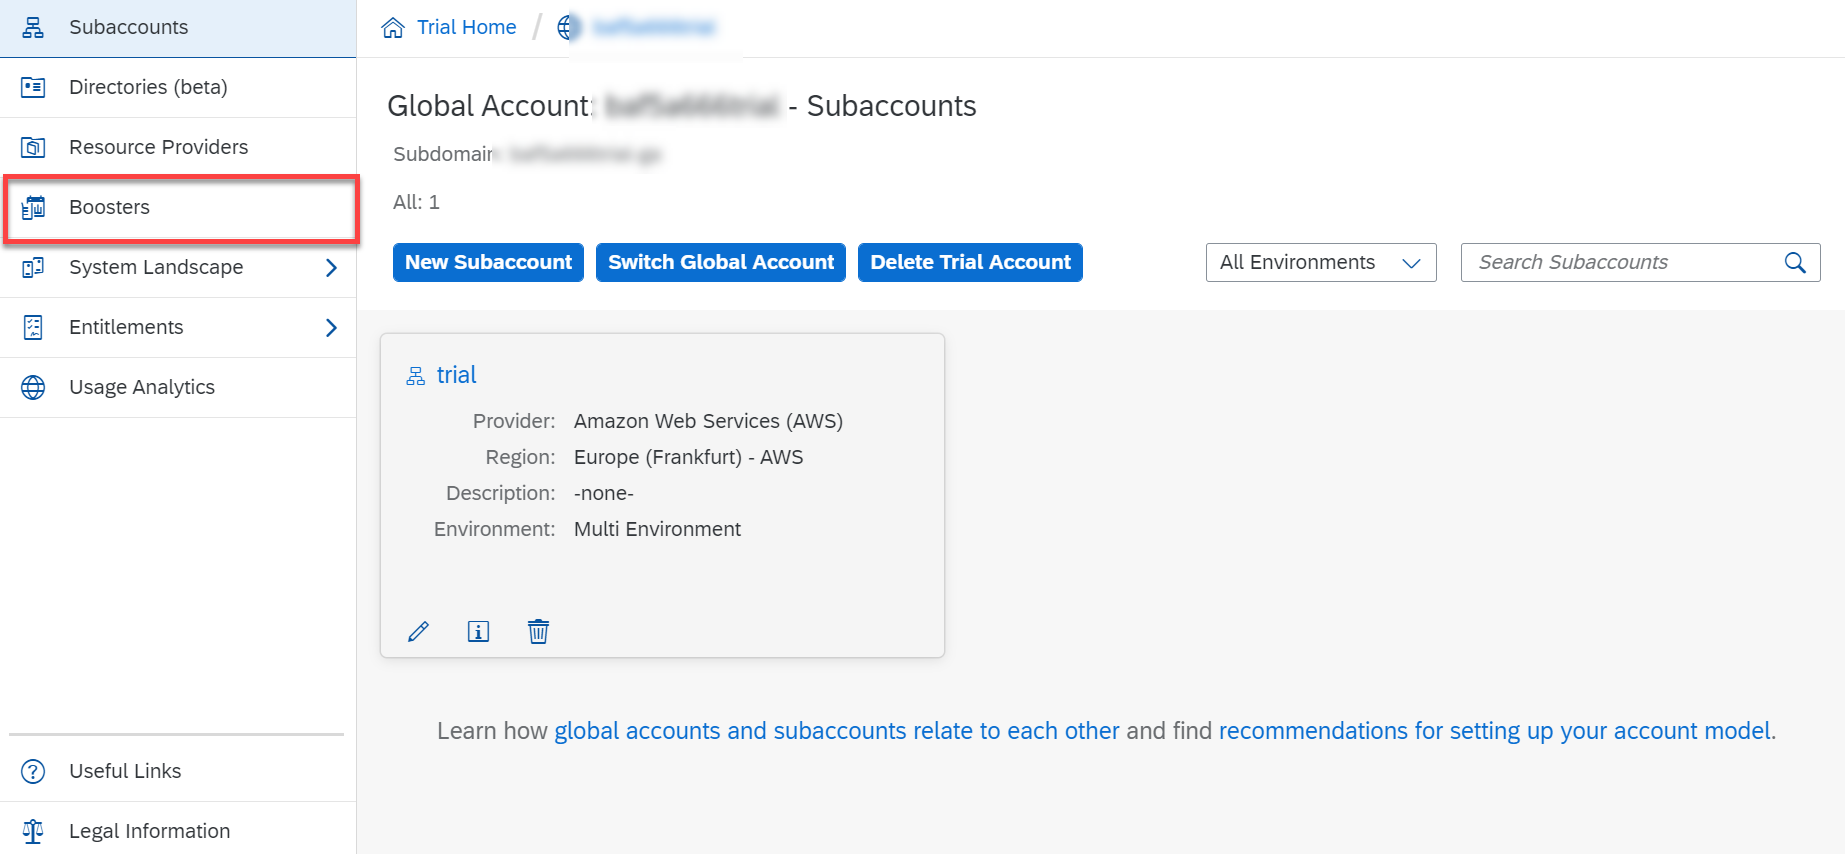 Subaccounts
Directories (beta)
Resource Providers
Boosters
System Landscape
Entitlements
Usage Analytics
Useful Links
Legal Information
Trial Home /
Global Account: - Subaccounts
Subdomain
All: 1
New Subaccount Switch Global Account Delete Trial Account All Environments Search Subaccounts
trial
Provider: Amazon Web Services (AWS)
Region: Europe (Frankfurt) - AWS
Description: -none-
Environment: Multi Environment
Learn how global accounts and subaccounts relate to each other and find recommendations for setting up your account model.